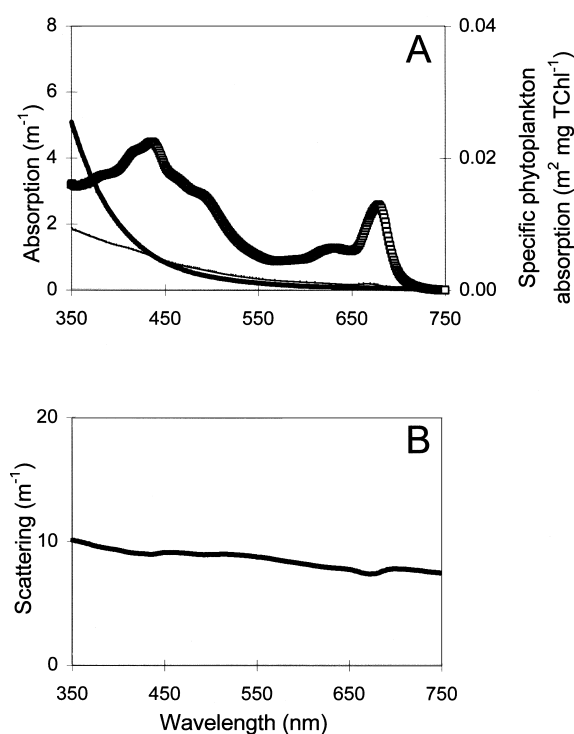 A
8
6
4
2
0
Absorption (m-1)
0.04
0.02
0.00
Specific phytoplankton
absorption (m2 mg TChl-1)
350 450 550 650 750
B
20
10
0
Scattering (m-1)
350 450 550 650 750
Wavelength (nm)